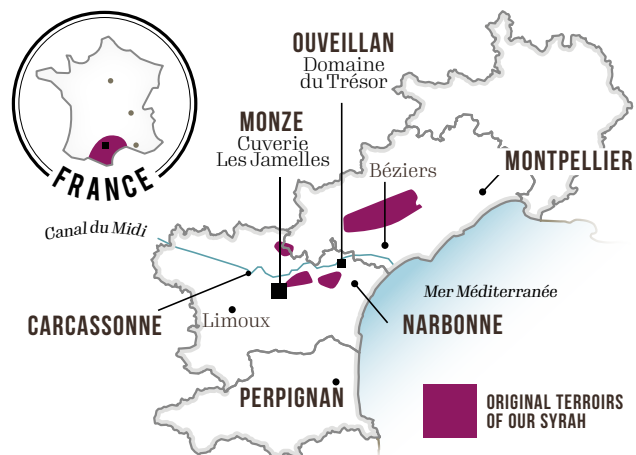 FRANCE
OUVEILLAN
Domaine
du Trésor
MONZE
Cuverie
Les Jamelles
Béziers
MONTPELLIER
Canal du Midi
Mer Méditerranée
CARCASSONNE
Limoux
NARBONNE
PERPIGNAN
ORIGINAL TERROIRS
OF OUR SYRAH